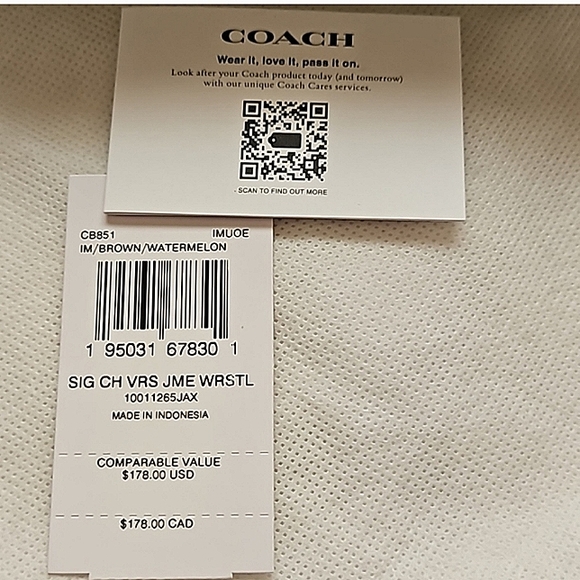 COACH
Wear it, love it, pass it on.
Look after your Coach product today (and tomorrow)
with our unique Coach Cares services.
- SCAN TO FIND OUT MORE
CB851 IMUOE
IM/BROWN/WATERMELON
1 95031 67830 1
SIG CH VRS JME WRSTL
10011265JAX
MADE IN INDONESIA
COMPARABLE VALUE
$178.00 USD
$178.00 CAD